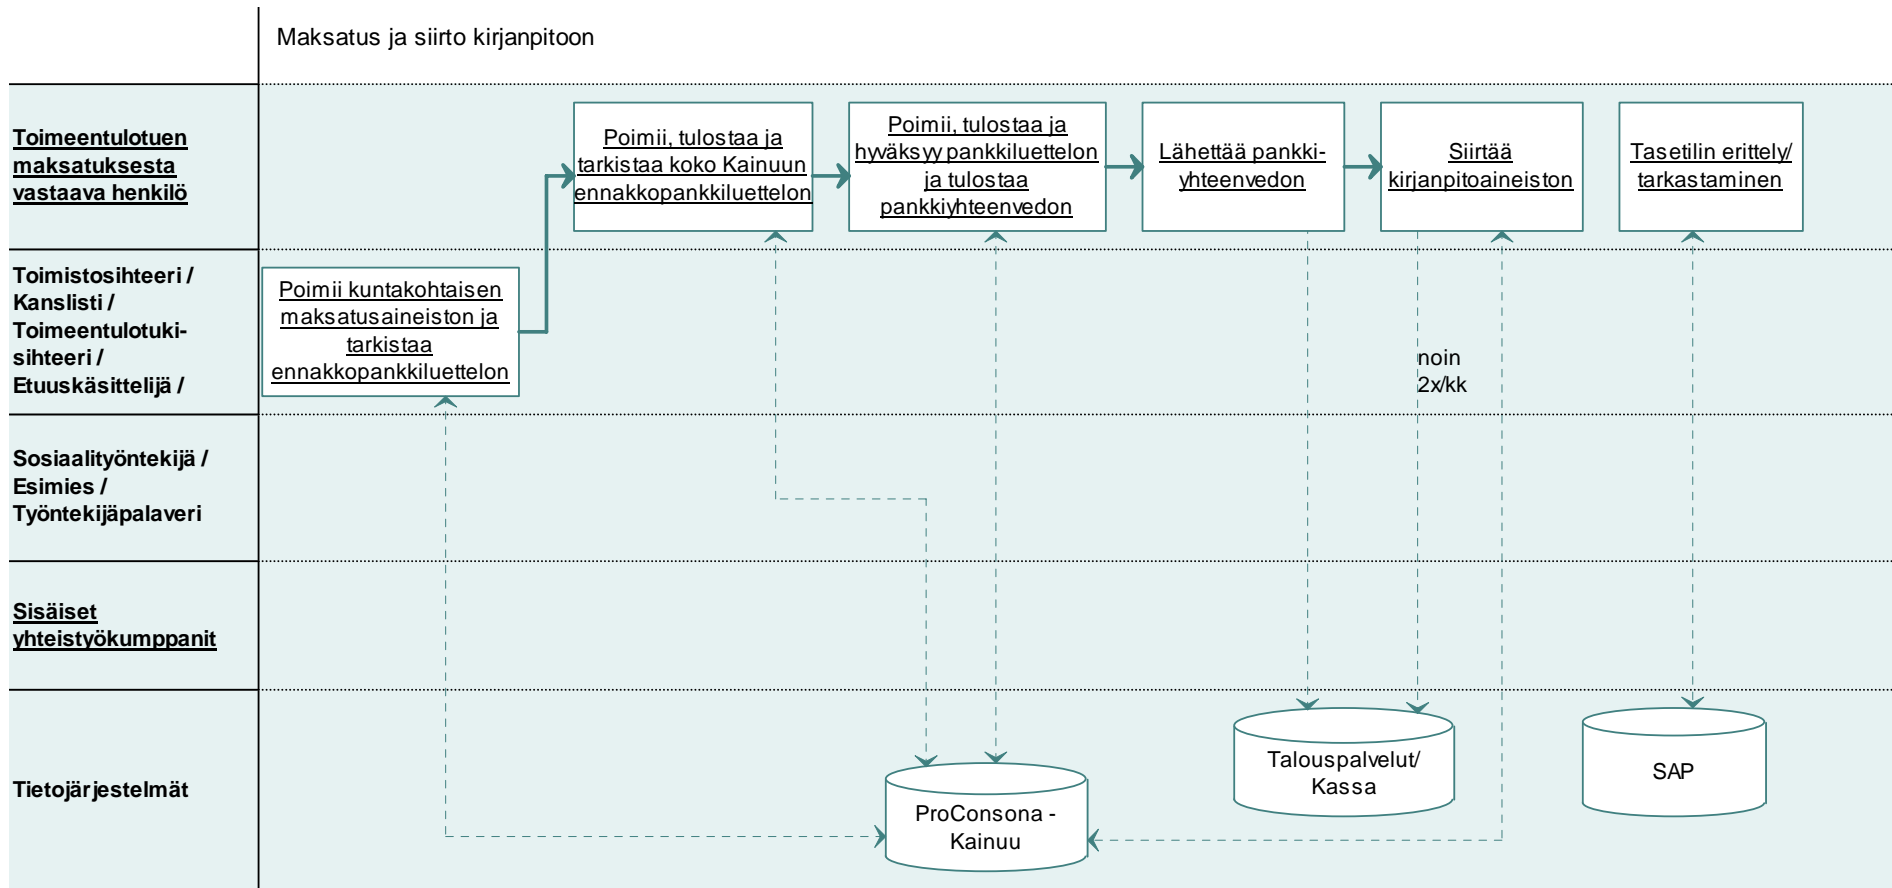 Maksatus ja siirto kirjanpitoon
Toimeentulotuen
maksatuksesta
vastaava henkilö
Poimii, tulostaa ja
tarkistaa koko Kainuun
ennakkopankkiluettelon
Poimii, tulostaa ja
hyväksyy pankkiluettelon
ja tulostaa
pankkiyhteenvedon
Lähettää pankki-
yhteenvedon
Siirtää
kirjanpitoaineiston
Tasetilin erittely/
tarkastaminen
Toimistosihteeri /
Kanslisti /
Toimeentulotuki-
sihteeri /
Etuuskäsittelijä /
Poimii kuntakohtaisen
maksatusaineiston ja
tarkistaa
ennakkopankkiluettelon
noin
2x/kk
Sosiaalityöntekijä /
Esimies /
Työntekijäpalaveri
Sisäiset
yhteistyökumppanit
Tietojärjestelmät
ProConsona -
Kainuu
Talouspalvelut/
Kassa
SAP